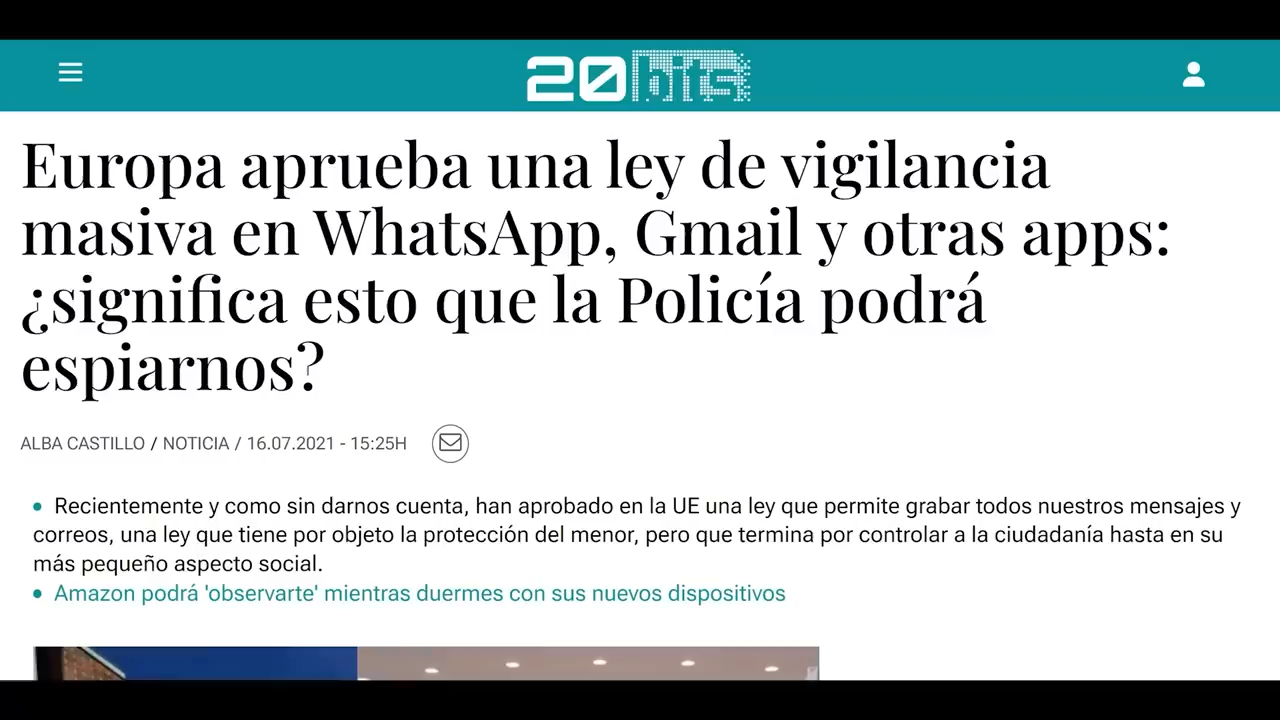 20bits
Europa aprueba una ley de vigilancia
masiva en WhatsApp, Gmail y otras apps:
¿significa esto que la Policía podrá
espiarnos?
ALBA CASTILLO / NOTICIA / 16.07.2021 - 15:25H
• Recientemente y como sin darnos cuenta, han aprobado en la UE una ley que permite grabar todos nuestros mensajes y
correos, una ley que tiene por objeto la protección del menor, pero que termina por controlar a la ciudadanía hasta en su
más pequeño aspecto social.
• Amazon podrá 'observarte' mientras duermes con sus nuevos dispositivos